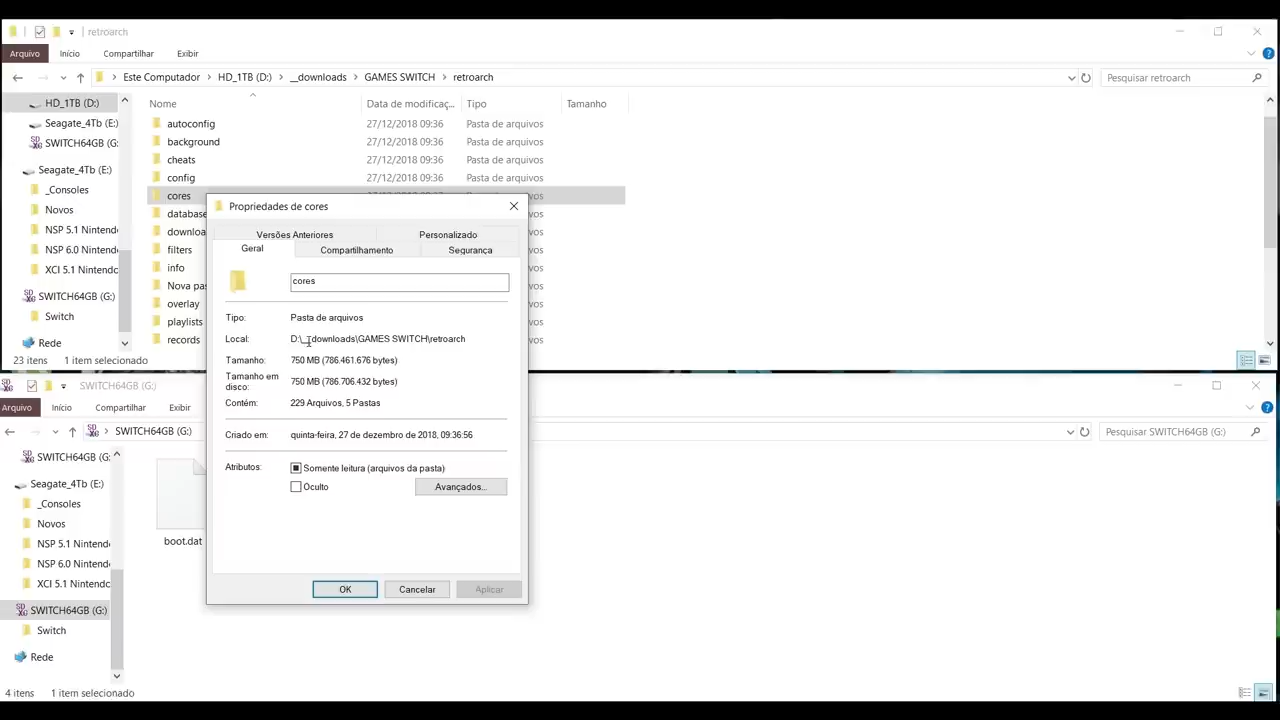 retroarch
Arquivo Início Compartilhar Exibir
Este Computador HD_1TB (D:) __downloads GAMES SWITCH retroarch Pesquisar retroarch
HD_1TB (D:)
Seagate_4Tb (E:)
SWITCH64GB (G:
Seagate_4Tb (E:)
_Consoles
Novos
NSP 5.1 Nintendo
NSP 6.0 Nintendo
XCI 5.1 Nintendo
SWITCH64GB (G:)
Switch
Rede
Nome Data de modificaç... Tipo Tamanho
autoconfig 27/12/2018 09:36 Pasta de arquivos
background 27/12/2018 09:36 Pasta de arquivos
cheats 27/12/2018 09:36 Pasta de arquivos
config 27/12/2018 09:36 Pasta de arquivos
cores
database
downloa
filters
info
Nova pas
overlay
playlists
records
23 itens 1 item selecionado
Propriedades de cores
Versões Anteriores Personalizado
Geral Compartilhamento Segurança
cores
Tipo: Pasta de arquivos
Local: D:\__downloads\GAMES SWITCH\retroarch
Tamanho: 750 MB (786.461.676 bytes)
Tamanho em disco: 750 MB (786.706.432 bytes)
Contém: 229 Arquivos, 5 Pastas
Criado em: quinta-feira, 27 de dezembro de 2018, 09:36:56
Atributos: Somente leitura (arquivos da pasta)
Oculto Avançados...
OK Cancelar Aplicar
SWITCH64GB (G:)
Arquivo Início Compartilhar Exibir
SWITCH64GB (G:) Pesquisar SWITCH64GB (G:)
SWITCH64GB (G:
Seagate_4Tb (E:)
_Consoles
Novos
NSP 5.1 Nintendo
NSP 6.0 Nintendo
XCI 5.1 Nintendo
SWITCH64GB (G:)
Switch
Rede
boot.dat
4 itens 1 item selecionado